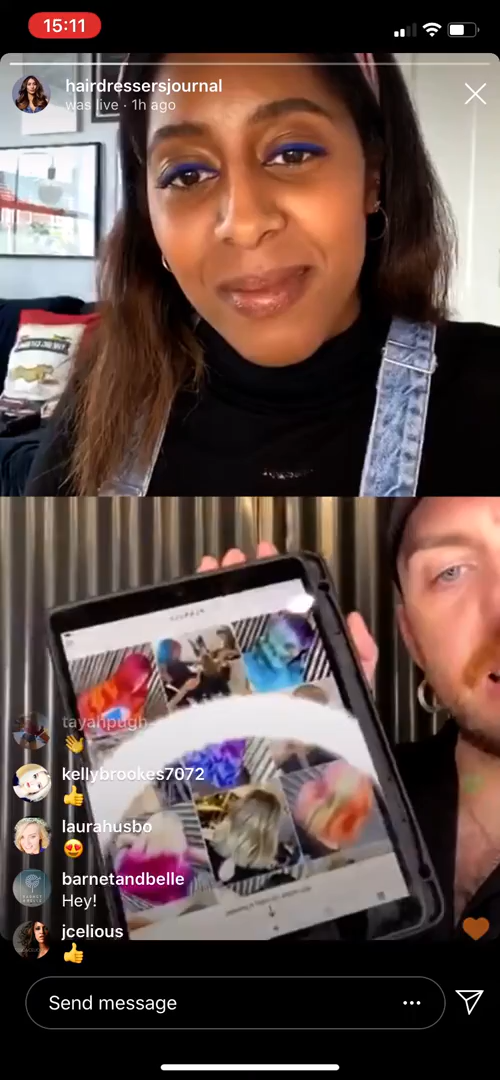 15:11
hairdressersjournal
was live · 1h ago
tayahpugh
👋
kellybrookes7072
👍
laurahusbo
😍
barnetandbelle
Hey!
jcelious
👍
Send message